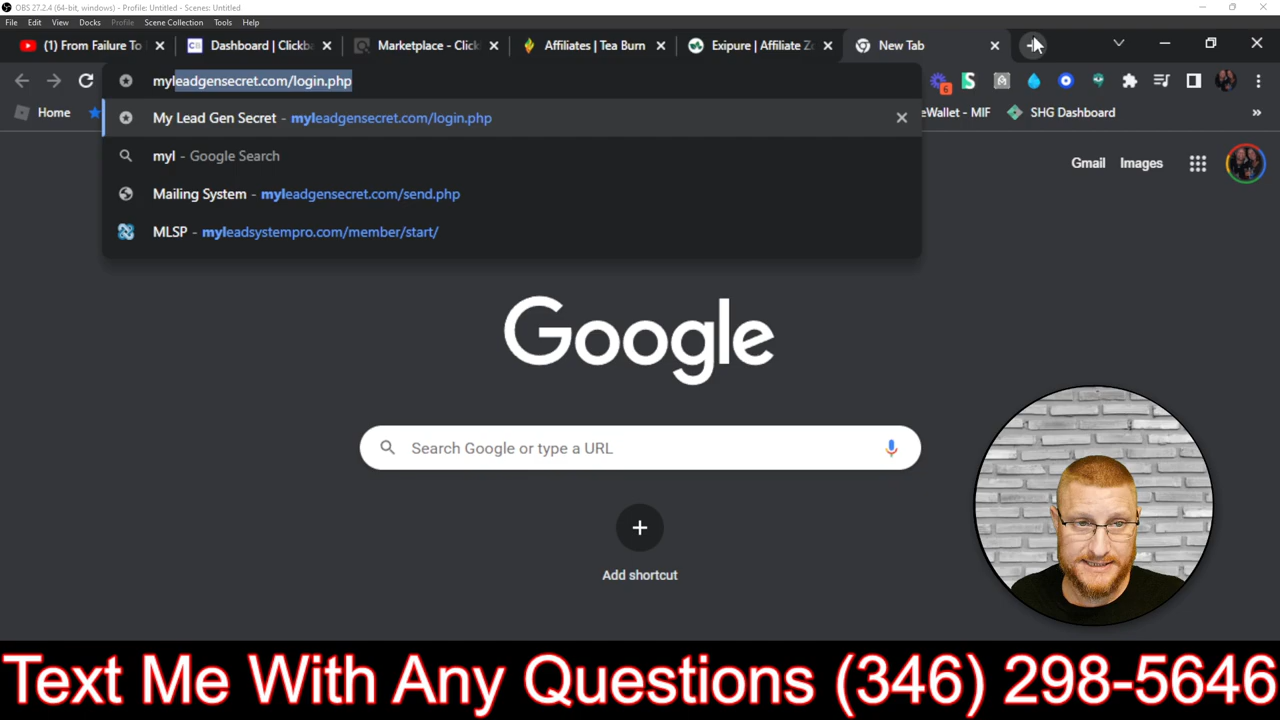 OBS 27.2.4 (64-bit, windows) - Profile: Untitled - Scenes: Untitled
File Edit View Docks Profile Scene Collection Tools Help
(1) From Failure To
Dashboard | Clickba
Marketplace - Click
Affiliates | Tea Burn
Exipure | Affiliate Zo
New Tab
myleadgensecret.com/login.php
6
Home
My Lead Gen Secret - myleadgensecret.com/login.php
eWallet - MIF
SHG Dashboard
»
myl - Google Search
Gmail Images
Mailing System - myleadgensecret.com/send.php
MLSP - myleadsystempro.com/member/start/
Google
Search Google or type a URL
Add shortcut
Text Me With Any Questions (346) 298-5646